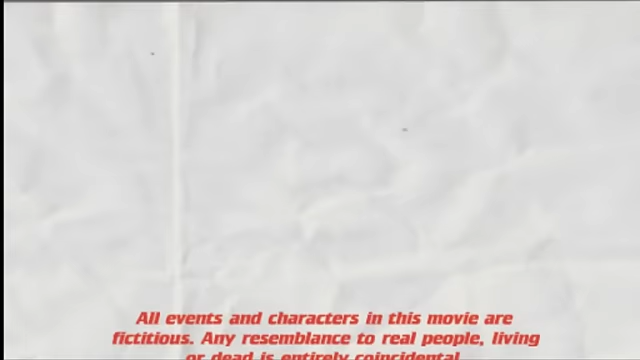 All events and characters in this movie are
fictitious. Any resemblance to real people, living
or dead is entirely coincidental.